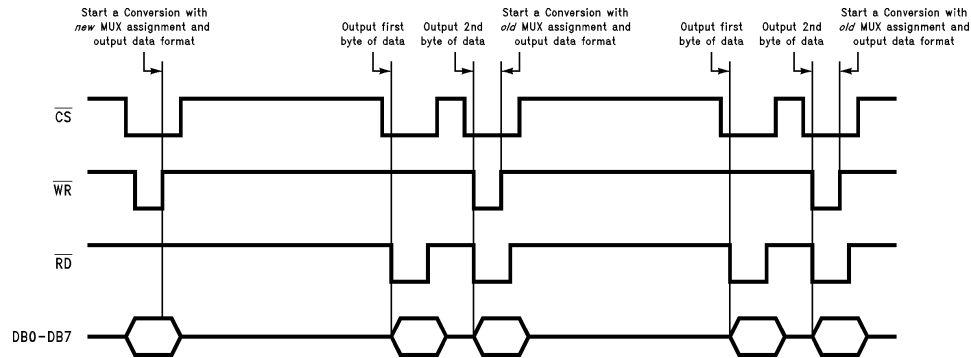 Start a Conversion with
new MUX assignment and
output data format
Output first
byte of data
Output 2nd
byte of data
Start a Conversion with
old MUX assignment and
output data format
Output first
byte of data
Output 2nd
byte of data
Start a Conversion with
old MUX assignment and
output data format
CS
WR
RD
DB0-DB7